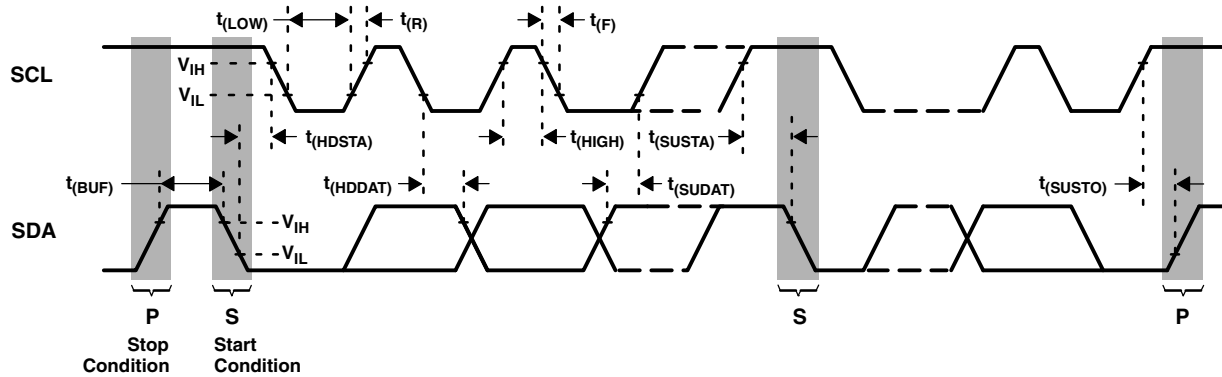 t(LOW) t(R) t(F)
SCL
VIH
VIL
t(HDSTA) t(HIGH) t(SUSTA)
t(BUF) t(HDDAT) t(SUDAT) t(SUSTO)
SDA
VIH
VIL
P S S P
Stop Condition
Start Condition